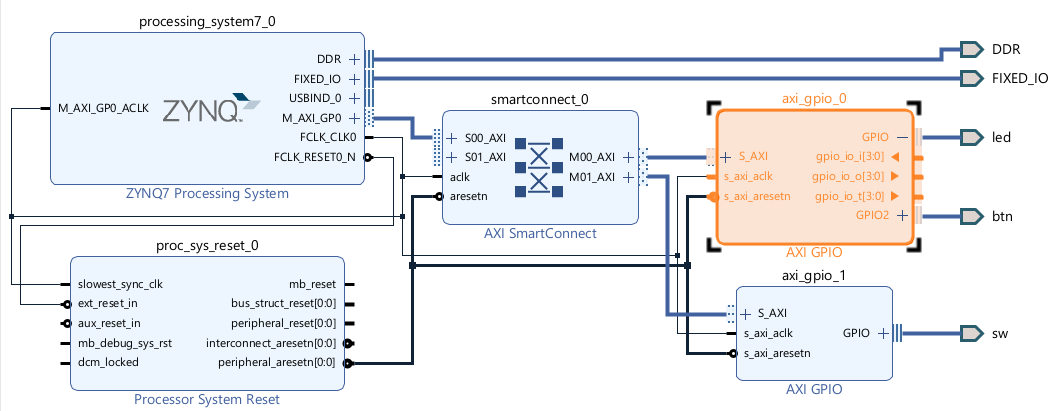 processing_system7_0
DDR
FIXED_IO
USBIND_0
M_AXI_GP0
FCLK_CLK0
FCLK_RESET0_N
M_AXI_GP0_ACLK
ZYNQ
ZYNQ7 Processing System
smartconnect_0
S00_AXI
S01_AXI
aclk
aresetn
M00_AXI
M01_AXI
AXI SmartConnect
axi_gpio_0
S_AXI
s_axi_aclk
s_axi_aresetn
GPIO
gpio_io_i[3:0]
gpio_io_o[3:0]
gpio_io_t[3:0]
GPIO2
AXI GPIO
DDR
FIXED_IO
led
btn
proc_sys_reset_0
slowest_sync_clk
ext_reset_in
aux_reset_in
mb_debug_sys_rst
dcm_locked
mb_reset
bus_struct_reset[0:0]
peripheral_reset[0:0]
interconnect_aresetn[0:0]
peripheral_aresetn[0:0]
Processor System Reset
axi_gpio_1
S_AXI
s_axi_aclk
s_axi_aresetn
GPIO
AXI GPIO
sw